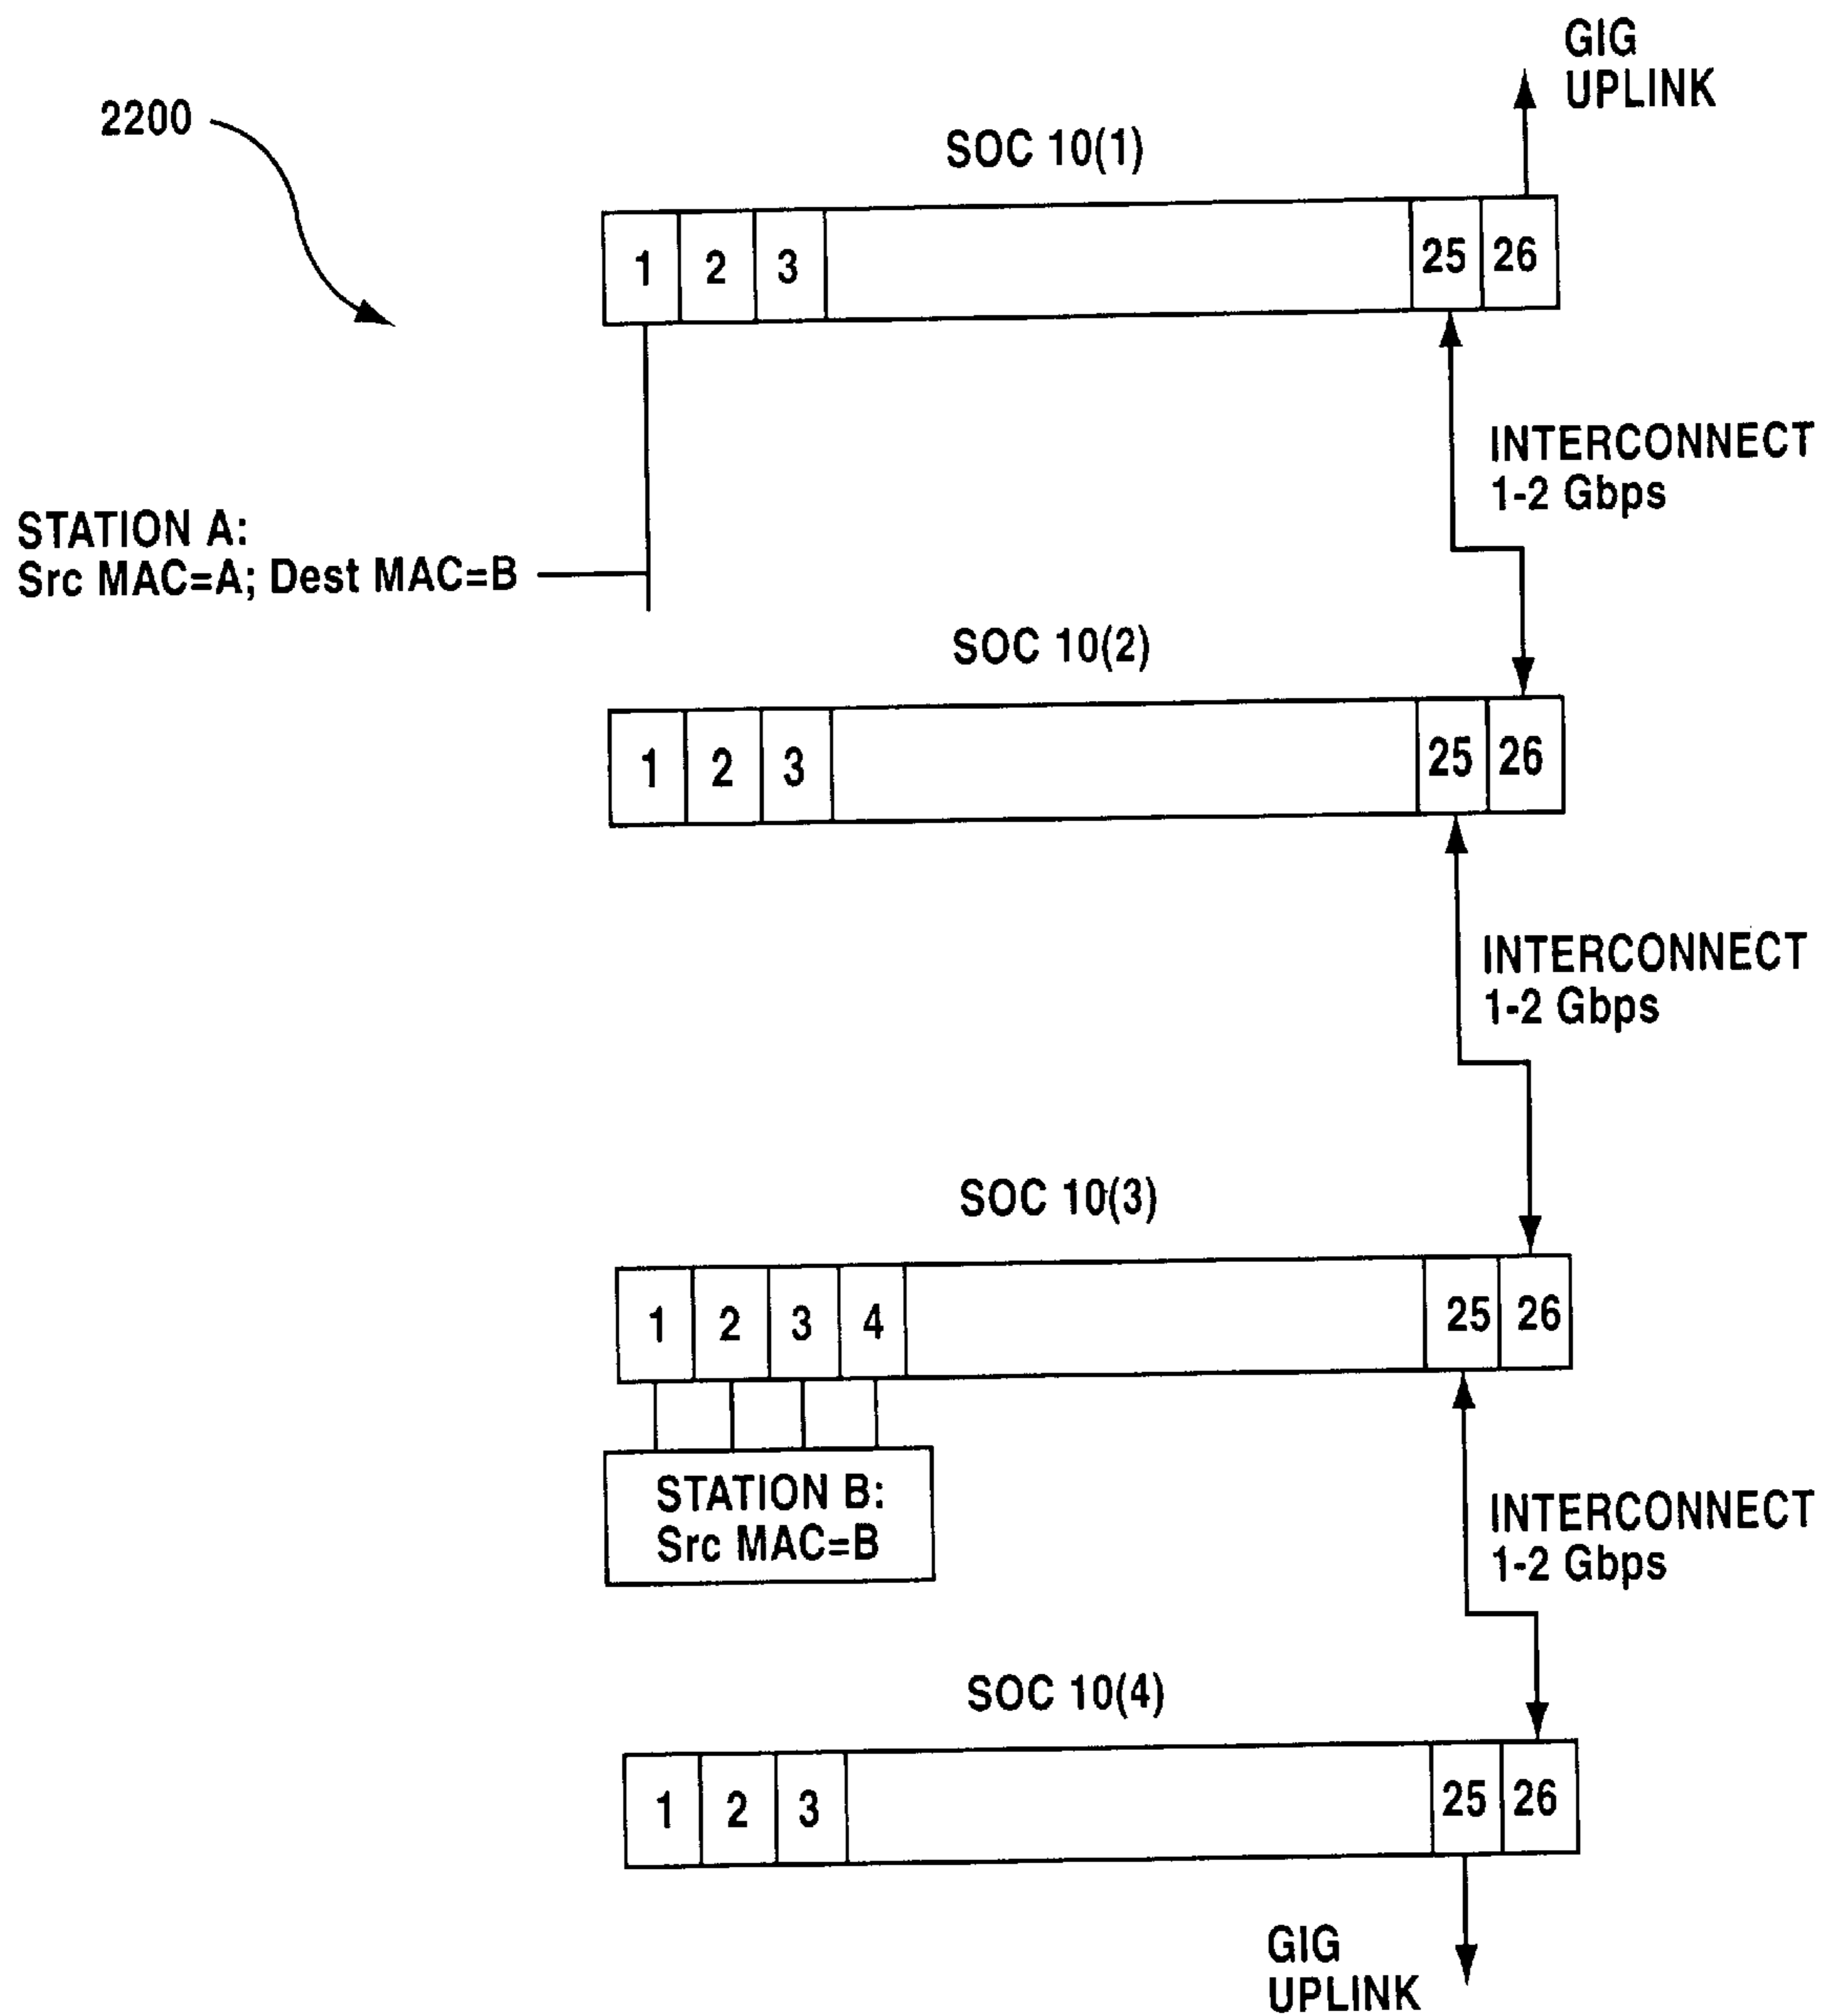 GIG
UPLINK
2200
SOC 10(1)
1 2 3 25 26
INTERCONNECT
1-2 Gbps
STATION A:
Src MAC=A; Dest MAC=B
SOC 10(2)
1 2 3 25 26
INTERCONNECT
1-2 Gbps
SOC 10(3)
1 2 3 4 25 26
STATION B:
Src MAC=B
INTERCONNECT
1-2 Gbps
SOC 10(4)
1 2 3 25 26
GIG
UPLINK